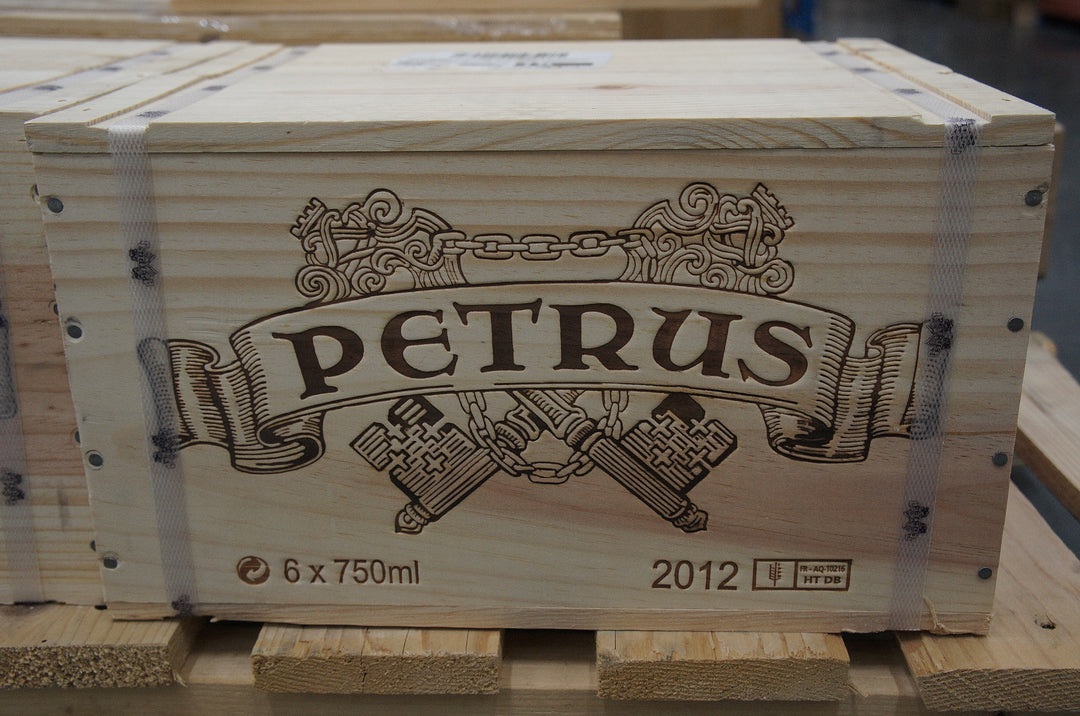 PETRUS
6 x 750ml
2012
FR - AQ-10216
HT DB